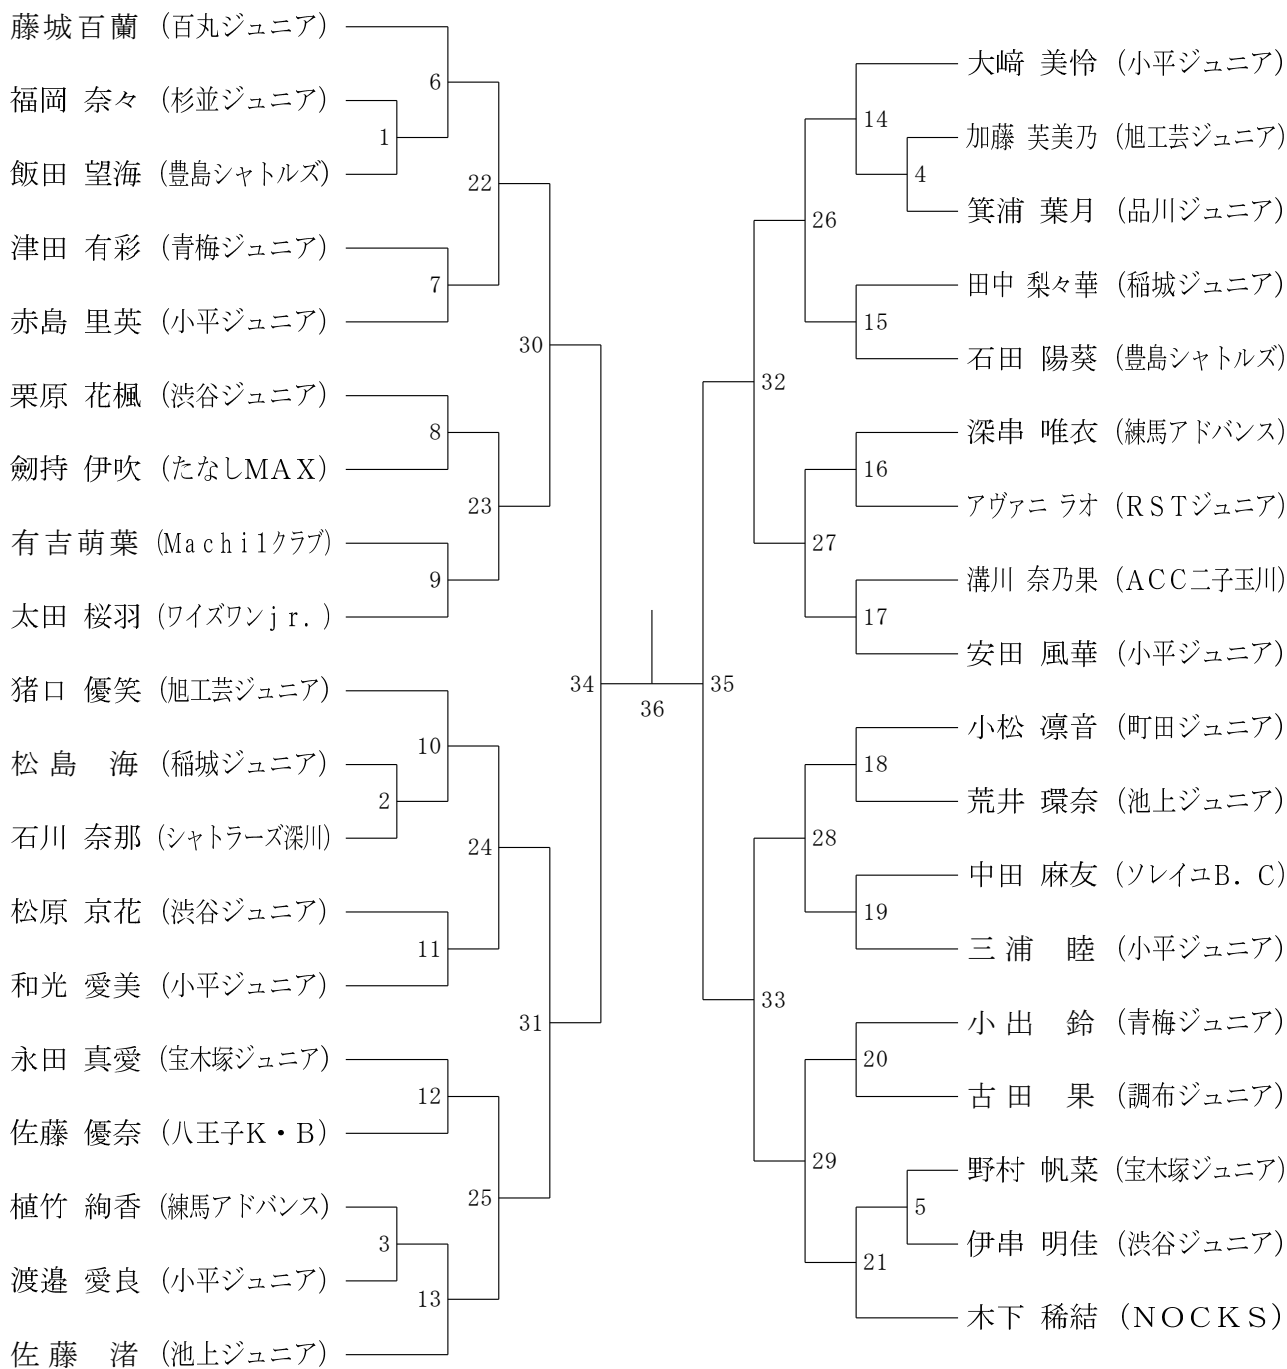 藤城百蘭 (百丸ジュニア)
福岡 奈々 (杉並ジュニア)
飯田 望海 (豊島シャトルズ)
津田 有彩 (青梅ジュニア)
赤島 里英 (小平ジュニア)
栗原 花楓 (渋谷ジュニア)
劒持 伊吹 (たなしMAX)
有吉萌葉 (Machi1クラブ)
太田 桜羽 (ワイズワンjr.)
猪口 優笑 (旭工芸ジュニア)
松島 海 (稲城ジュニア)
石川 奈那 (シャトラーズ深川)
松原 京花 (渋谷ジュニア)
和光 愛美 (小平ジュニア)
永田 真愛 (宝木塚ジュニア)
佐藤 優奈 (八王子K・B)
植竹 絢香 (練馬アドバンス)
渡邉 愛良 (小平ジュニア)
佐藤 渚 (池上ジュニア)
1
2
3
6
7
8
9
10
11
12
13
22
23
24
25
30
31
34
36
35
32
33
26
27
28
29
14
15
16
17
18
19
20
21
4
5
大﨑 美怜 (小平ジュニア)
加藤 芙美乃 (旭工芸ジュニア)
箕浦 葉月 (品川ジュニア)
田中 梨々華 (稲城ジュニア)
石田 陽葵 (豊島シャトルズ)
深串 唯衣 (練馬アドバンス)
アヴァニ ラオ (RSTジュニア)
溝川 奈乃果 (ACC二子玉川)
安田 風華 (小平ジュニア)
小松 凛音 (町田ジュニア)
荒井 環奈 (池上ジュニア)
中田 麻友 (ソレイユB.C)
三浦 睦 (小平ジュニア)
小出 鈴 (青梅ジュニア)
古田 果 (調布ジュニア)
野村 帆菜 (宝木塚ジュニア)
伊串 明佳 (渋谷ジュニア)
木下 稀結 (NOCKS)